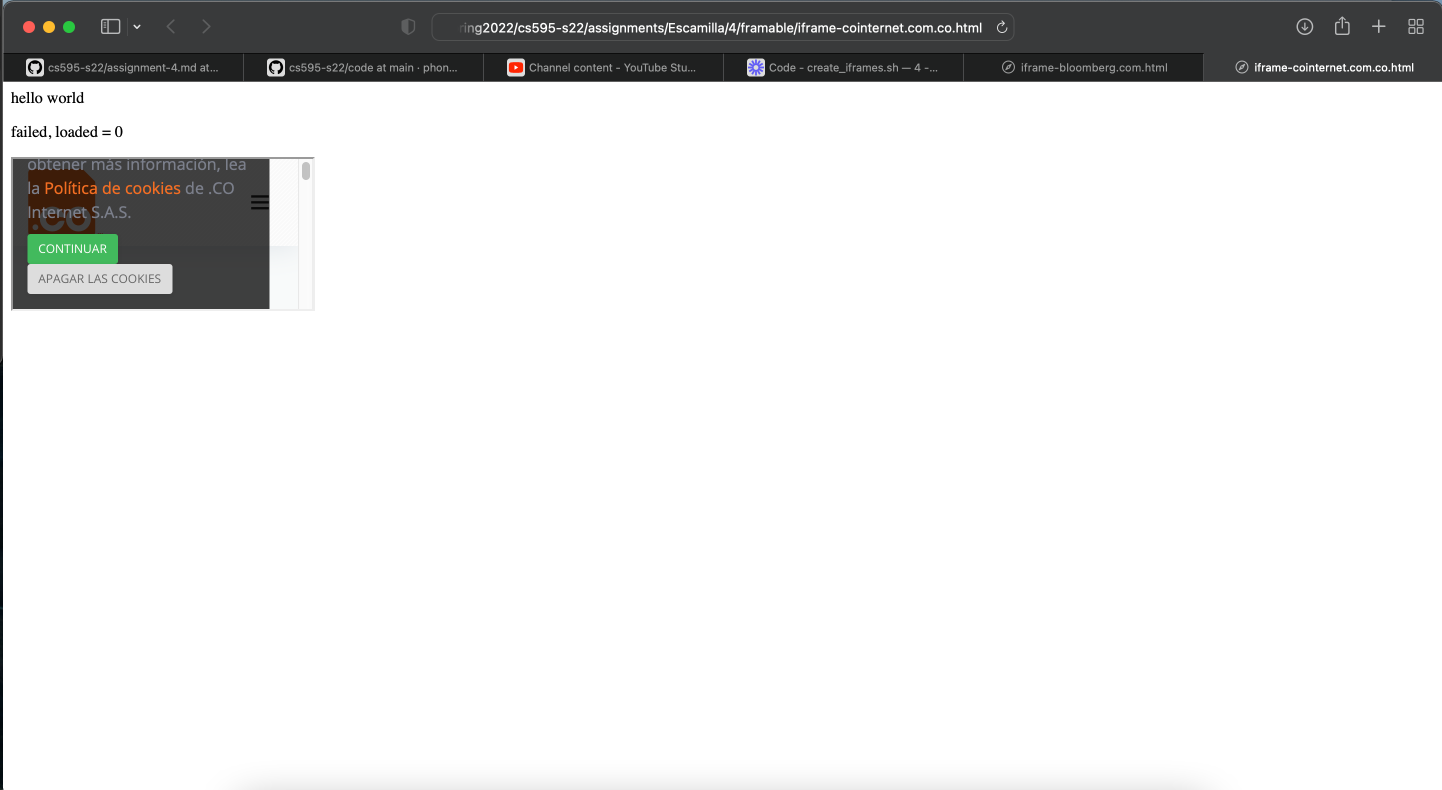 ring2022/cs595-s22/assignments/Escamilla/4/framable/iframe-cointernet.com.co.html
cs595-s22/assignment-4.md at...
cs595-s22/code at main · phon...
Channel content - YouTube Stu...
Code - create_iframes.sh — 4 -...
iframe-bloomberg.com.html
iframe-cointernet.com.co.html
hello world
failed, loaded = 0
obtener más información, lea
la Política de cookies de .CO
Internet S.A.S.
.CO
CONTINUAR
APAGAR LAS COOKIES